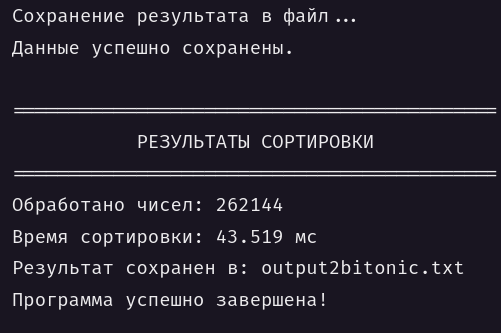 Сохранение результата в файл...
Данные успешно сохранены.
===========================================
РЕЗУЛЬТАТЫ СОРТИРОВКИ
===========================================
Обработано чисел: 262144
Время сортировки: 43.519 мс
Результат сохранен в: output2bitonic.txt
Программа успешно завершена!